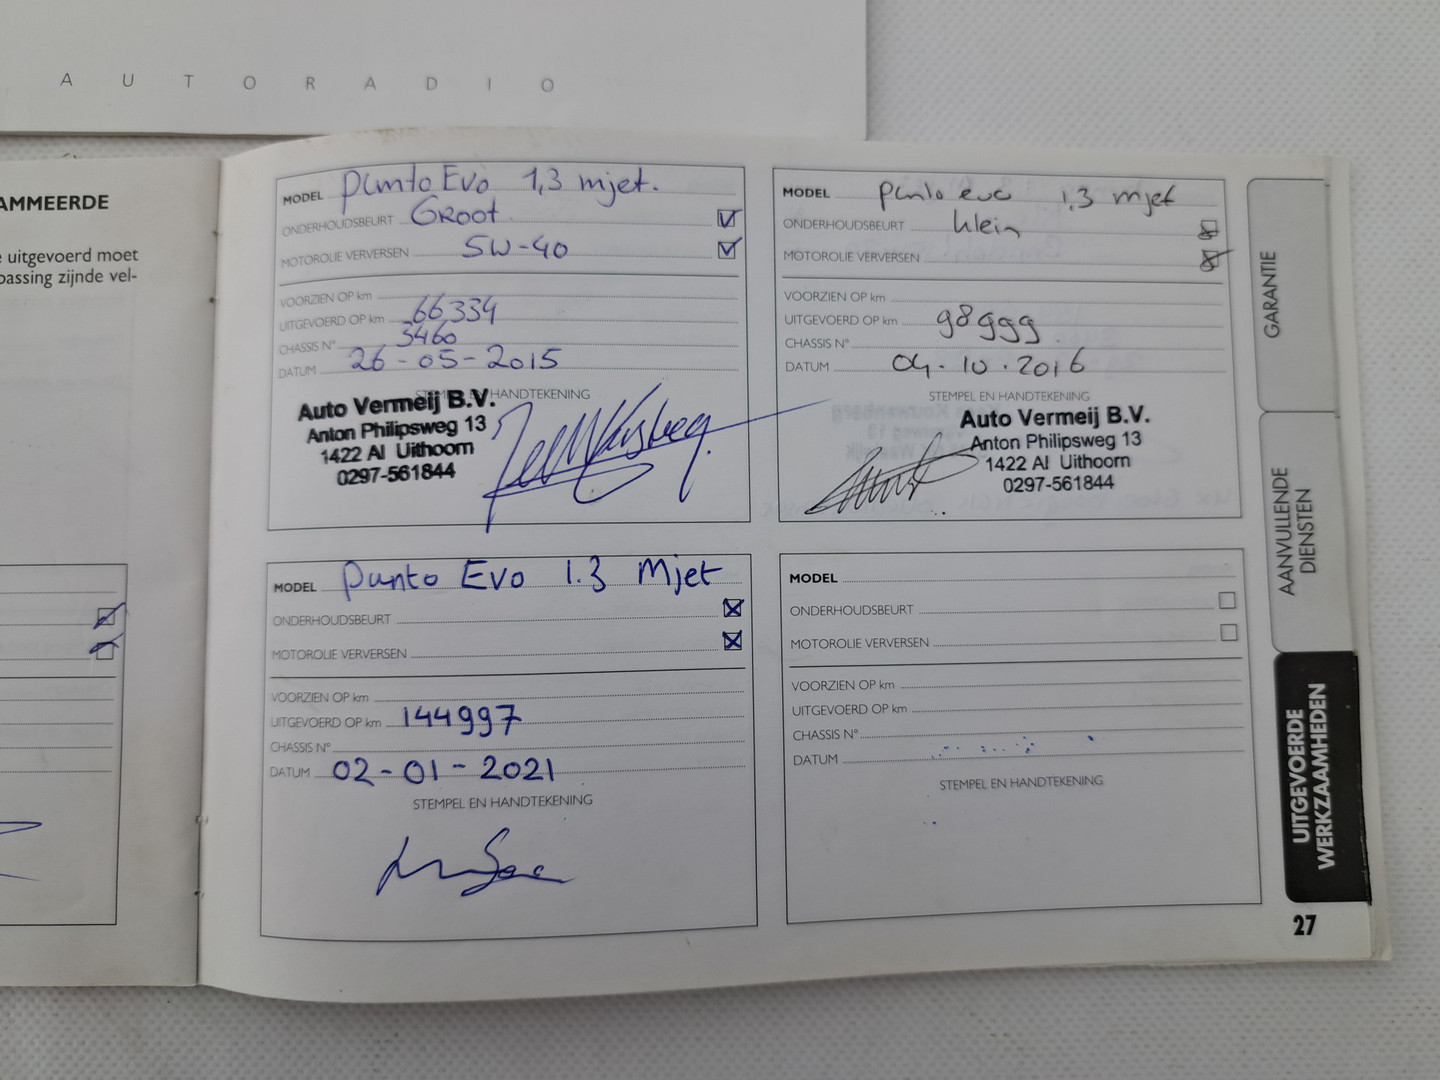 AUTORADIO
AMMEERDE
uitgevoerd moet
passing zijnde vel-
MODEL Punto Evo 1,3 mjet.
ONDERHOUDSBEURT GROOT
MOTOROLIE VERVERSEN 5W-40
VOORZIEN OP km
UITGEVOERD OP km 66,334
CHASSIS N° 3460
DATUM 26-05-2015
STEMPEL EN HANDTEKENING
Auto Vermeij B.V.
Anton Philipsweg 13
1422 Al Uithoorn
0297-561844
MODEL Punto evo 1,3 mjet
ONDERHOUDSBEURT klein
MOTOROLIE VERVERSEN
VOORZIEN OP km
UITGEVOERD OP km 98999
CHASSIS N°
DATUM 04.10.2016
STEMPEL EN HANDTEKENING
Auto Vermeij B.V.
Anton Philipsweg 13
1422 Al Uithoorn
0297-561844
MODEL Punto Evo 1.3 Mjet
ONDERHOUDSBEURT
MOTOROLIE VERVERSEN
VOORZIEN OP km
UITGEVOERD OP km 144997
CHASSIS N°
DATUM 02-01-2021
STEMPEL EN HANDTEKENING
MODEL
ONDERHOUDSBEURT
MOTOROLIE VERVERSEN
VOORZIEN OP km
UITGEVOERD OP km
CHASSIS N°
DATUM
STEMPEL EN HANDTEKENING
GARANTIE
AANVULLENDE
DIENSTEN
UITGEVOERDE
WERKZAAMHEDEN
27